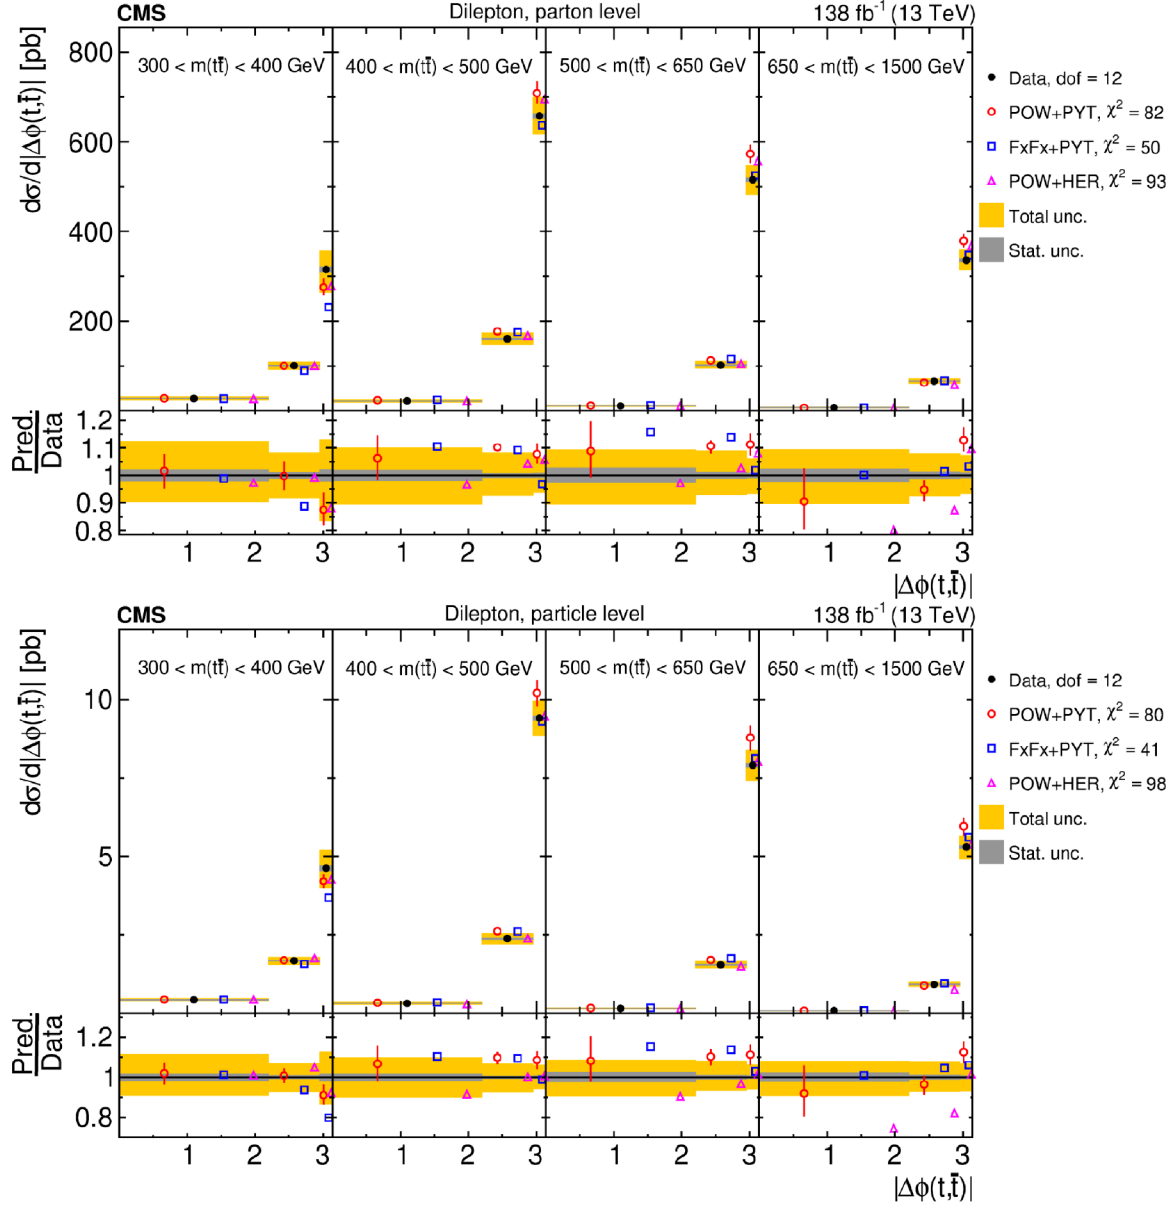 CMS Dilepton, parton level 138 fb⁻¹ (13 TeV)
dσ/d|Δϕ(t,t̄)| [pb]
800
600
400
200
300 < m(tt̄) < 400 GeV
400 < m(tt̄) < 500 GeV
500 < m(tt̄) < 650 GeV
650 < m(tt̄) < 1500 GeV
Data, dof = 12
POW+PYT, χ² = 82
FxFx+PYT, χ² = 50
POW+HER, χ² = 93
Total unc.
Stat. unc.
Pred.
Data
1.2
1.1
1
0.9
0.8
1 2 3 1 2 3 1 2 3 1 2 3
|Δϕ(t,t̄)|
CMS Dilepton, particle level 138 fb⁻¹ (13 TeV)
dσ/d|Δϕ(t,t̄)| [pb]
10
5
300 < m(tt̄) < 400 GeV
400 < m(tt̄) < 500 GeV
500 < m(tt̄) < 650 GeV
650 < m(tt̄) < 1500 GeV
Data, dof = 12
POW+PYT, χ² = 80
FxFx+PYT, χ² = 41
POW+HER, χ² = 98
Total unc.
Stat. unc.
Pred.
Data
1.2
1
0.8
1 2 3 1 2 3 1 2 3 1 2 3
|Δϕ(t,t̄)|